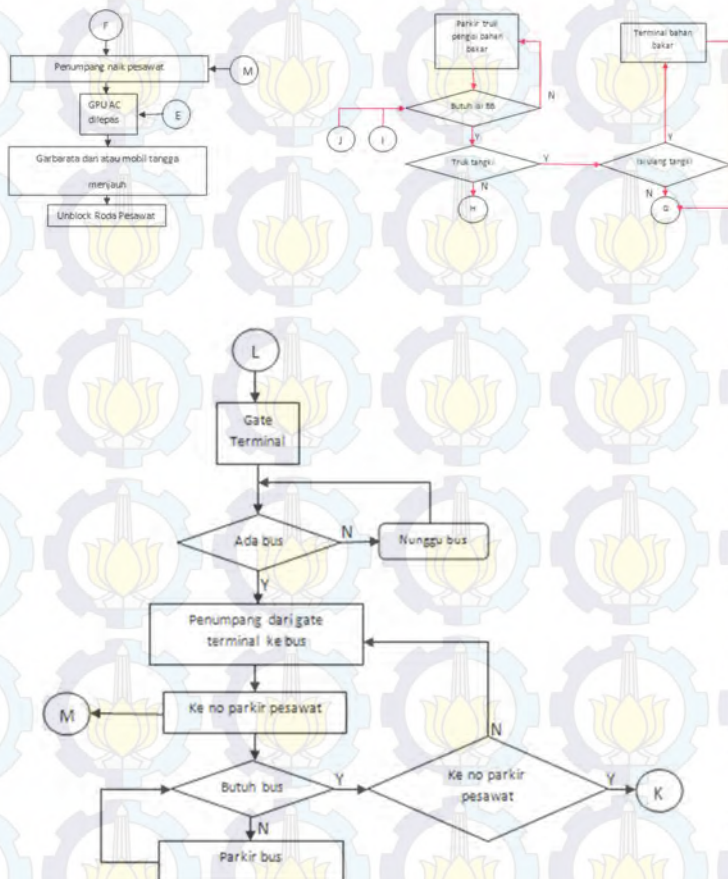 F
Penumpang naik pesawat
M
GPU AC
dilepas
E
Garbarata dan atau mobil tangga
menjauh
Unblock Roda Pesawat
Parkir truk
pengisi bahan
bakar
N
Butuh isi BB
J
I
Y
Truk tangki
Y
N
H
Terminal bahan
bakar
Y
Isi ulang tangki
N
G
L
Gate
Terminal
Ada bus
N
Nunggu bus
Y
Penumpang dari gate
terminal ke bus
Ke no parkir pesawat
M
N
Butuh bus
Y
Ke no parkir
pesawat
Y
K
N
Parkir bus